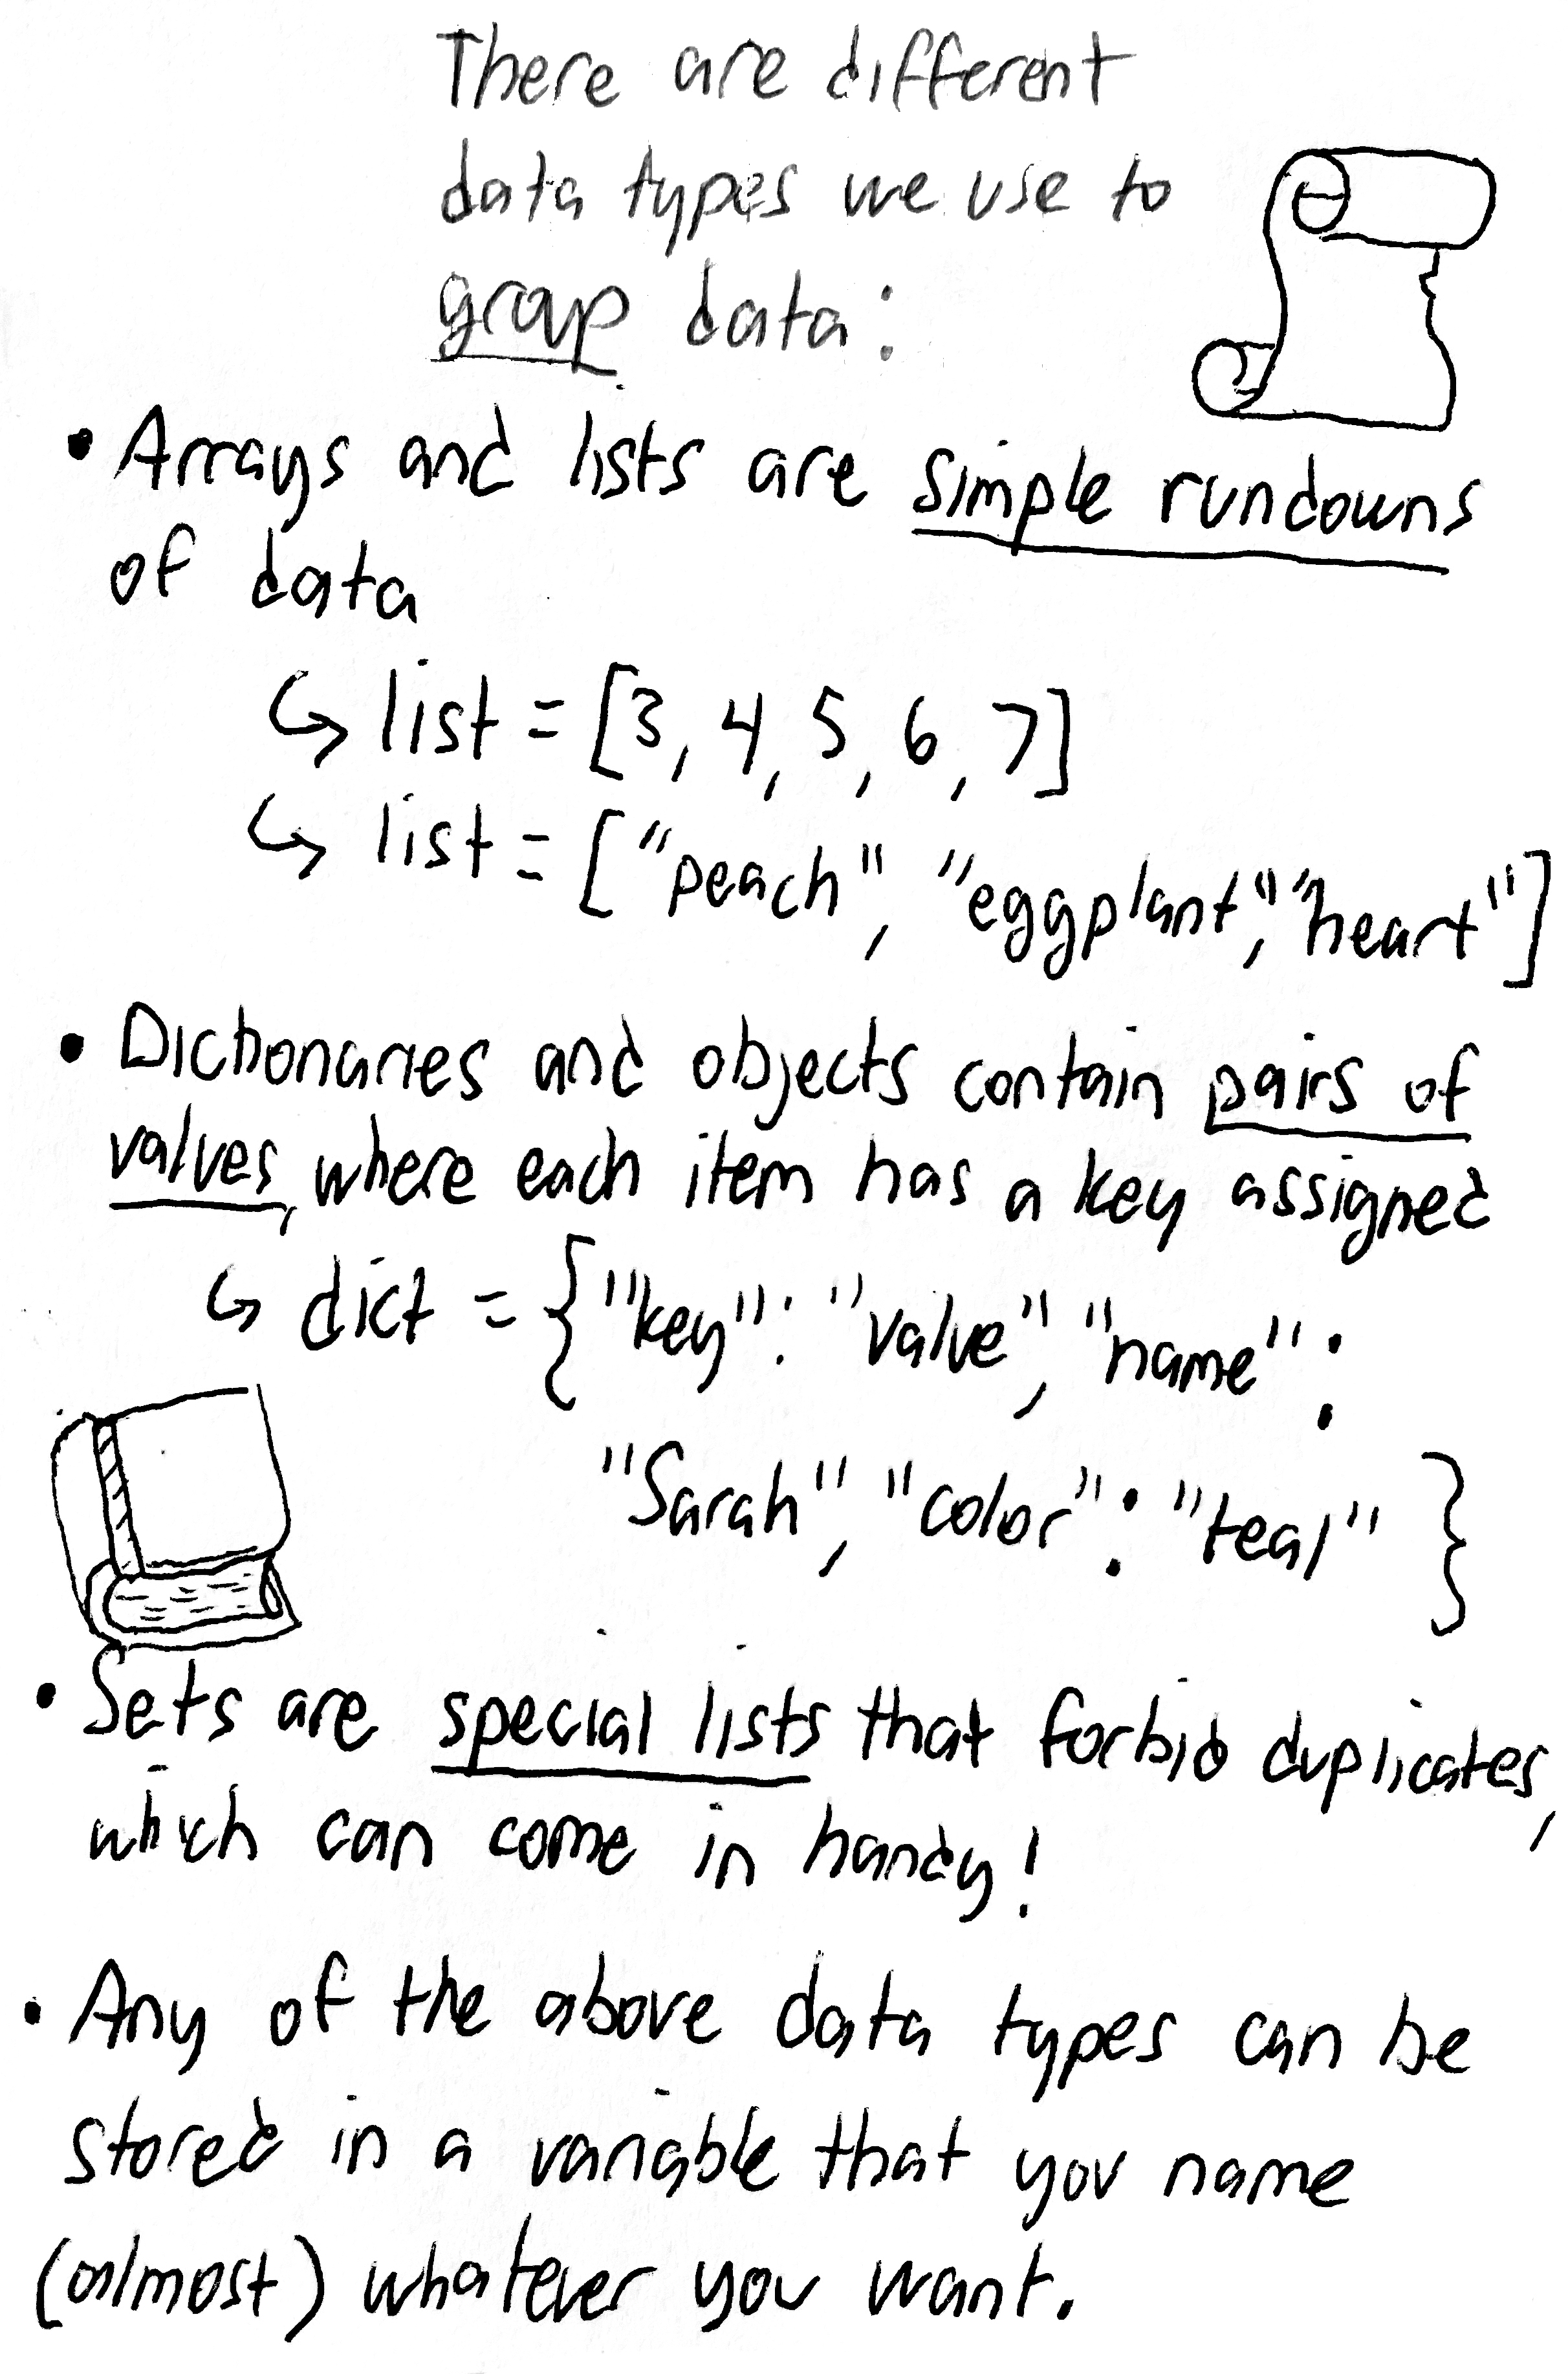 There are different
data types we use to
group data:
• Arrays and lists are simple rundowns
of data
↳ list = [3, 4, 5, 6, 7]
↳ list = ["peach", "eggplant", "heart"]
• Dictionaries and objects contain pairs of
values, where each item has a key assigned
↳ dict = {"key": "value", "name":
"Sarah", "color": "teal" }
• Sets are special lists that forbid duplicates,
which can come in handy!
• Any of the above data types can be
stored in a variable that you name
(almost) whatever you want.